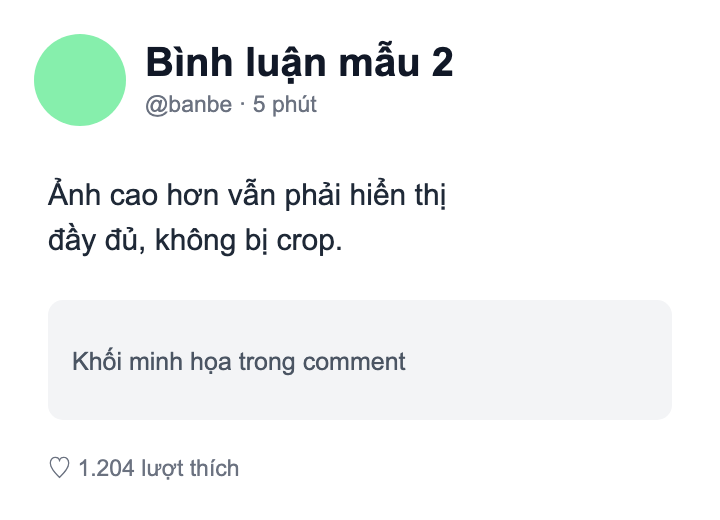 Bình luận mẫu 2
@banbe · 5 phút
Ảnh cao hơn vẫn phải hiển thị
đầy đủ, không bị crop.
Khối minh họa trong comment
♡ 1.204 lượt thích